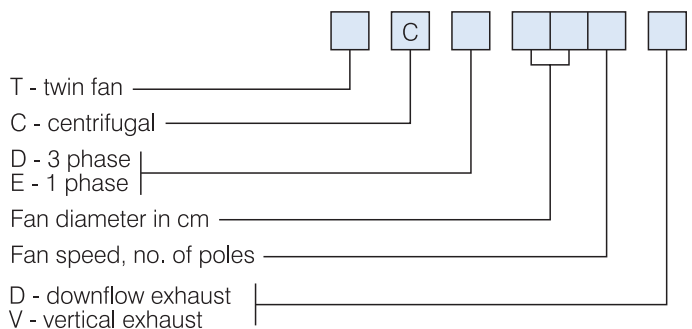 C
T - twin fan
C - centrifugal
D - 3 phase
E - 1 phase
Fan diameter in cm
Fan speed, no. of poles
D - downflow exhaust
V - vertical exhaust